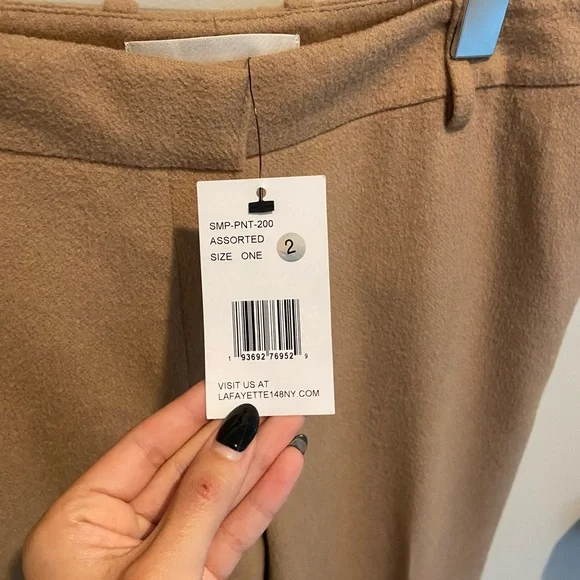 SMP-PNT-200
ASSORTED
SIZE ONE
2
1 93692 76952 9
VISIT US AT
LAFAYETTE148NY.COM